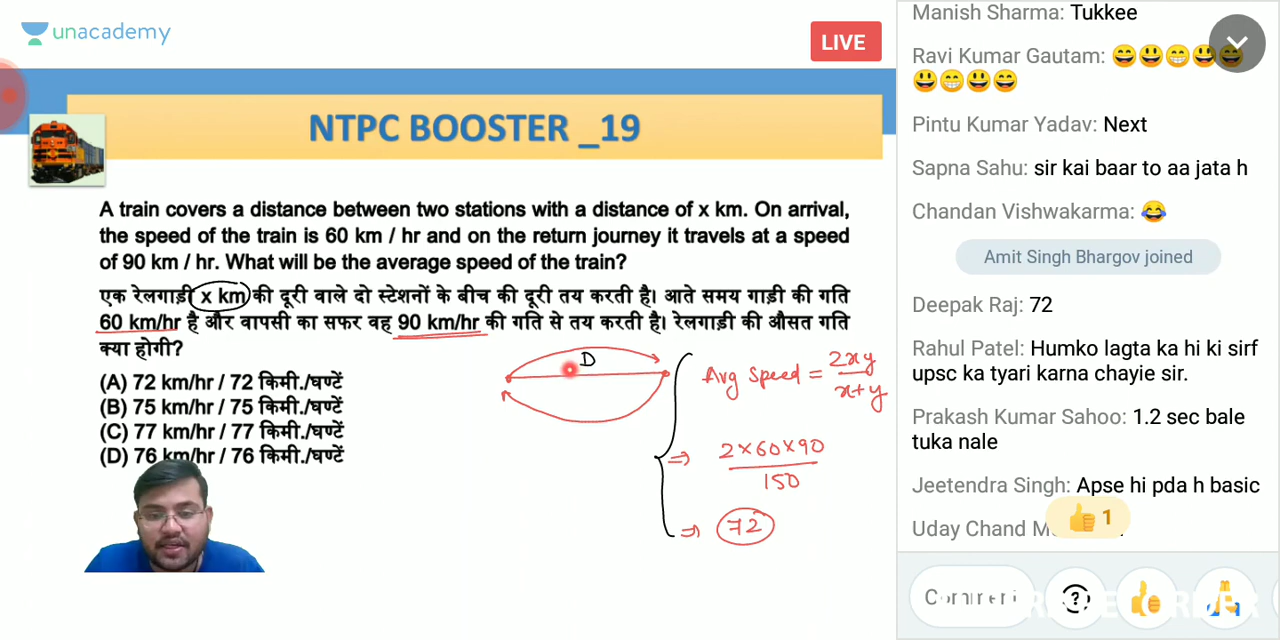 unacademy
LIVE
NTPC BOOSTER _19
A train covers a distance between two stations with a distance of x km. On arrival,
the speed of the train is 60 km / hr and on the return journey it travels at a speed
of 90 km / hr. What will be the average speed of the train?
एक रेलगाड़ी x km की दूरी वाले दो स्टेशनों के बीच की दूरी तय करती है। आते समय गाड़ी की गति
60 km/hr है और वापसी का सफर वह 90 km/hr की गति से तय करती है। रेलगाड़ी की औसत गति
क्या होगी?
(A) 72 km/hr / 72 किमी./घण्टें
(B) 75 km/hr / 75 किमी./घण्टें
(C) 77 km/hr / 77 किमी./घण्टें
(D) 76 km/hr / 76 किमी./घण्टें
D
Avg Speed = 2xy
x+y
⇒ 2×60×90
150
⇒ 72
Manish Sharma: Tukkee
Ravi Kumar Gautam: 😄😃😁😃😄
😃😁😃😄
Pintu Kumar Yadav: Next
Sapna Sahu: sir kai baar to aa jata h
Chandan Vishwakarma: 😂
Amit Singh Bhargov joined
Deepak Raj: 72
Rahul Patel: Humko lagta ka hi ki sirf
upsc ka tyari karna chayie sir.
Prakash Kumar Sahoo: 1.2 sec bale
tuka nale
Jeetendra Singh: Apse hi pda h basic
👍 1
Uday Chand
Comment
?